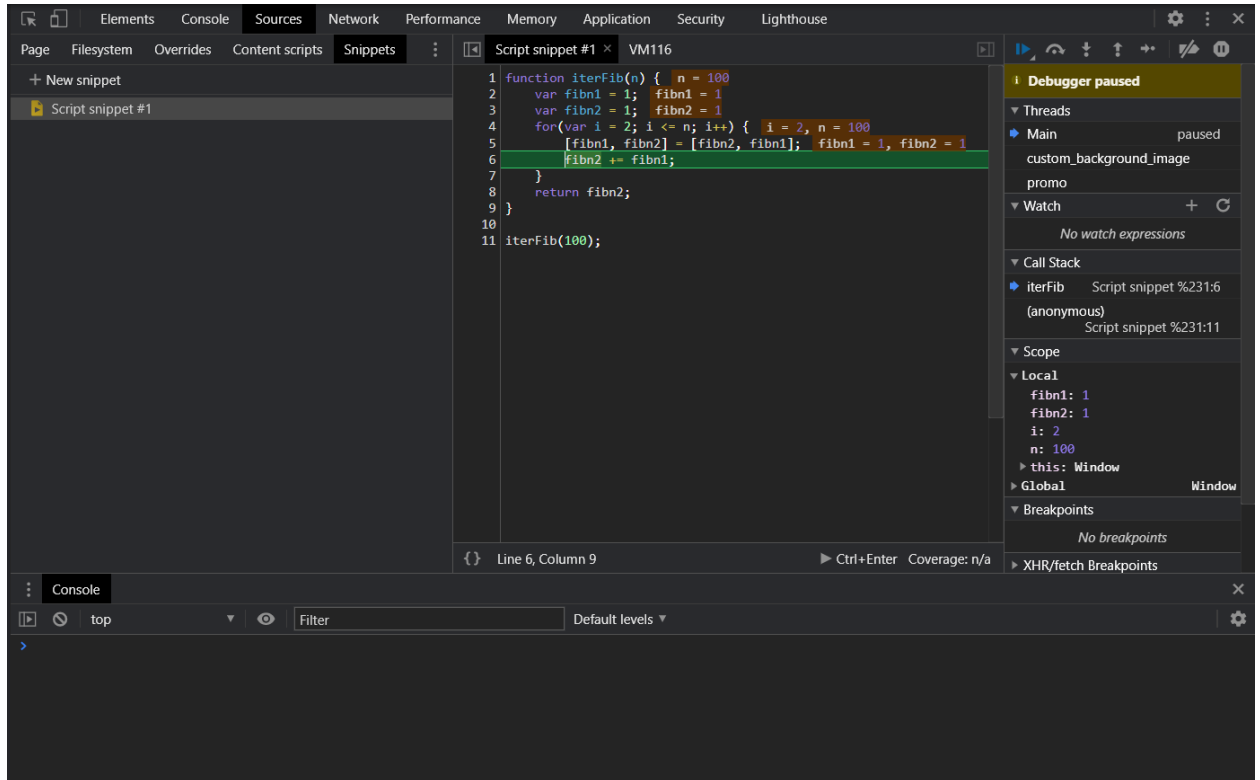 Elements Console Sources Network Performance Memory Application Security Lighthouse
Page Filesystem Overrides Content scripts Snippets
Script snippet #1 × VM116
+ New snippet
Script snippet #1
1 function iterFib(n) { n = 100
2 var fibn1 = 1; fibn1 = 1
3 var fibn2 = 1; fibn2 = 1
4 for(var i = 2; i <= n; i++) { i = 2, n = 100
5 [fibn1, fibn2] = [fibn2, fibn1]; fibn1 = 1, fibn2 = 1
6 fibn2 += fibn1;
7 }
8 return fibn2;
9 }
10
11 iterFib(100);
{} Line 6, Column 9 Ctrl+Enter Coverage: n/a
Debugger paused
Threads
Main paused
custom_background_image
promo
Watch
No watch expressions
Call Stack
iterFib Script snippet %231:6
(anonymous)
Script snippet %231:11
Scope
Local
fibn1: 1
fibn2: 1
i: 2
n: 100
this: Window
Global Window
Breakpoints
No breakpoints
XHR/fetch Breakpoints
Console
top Filter Default levels